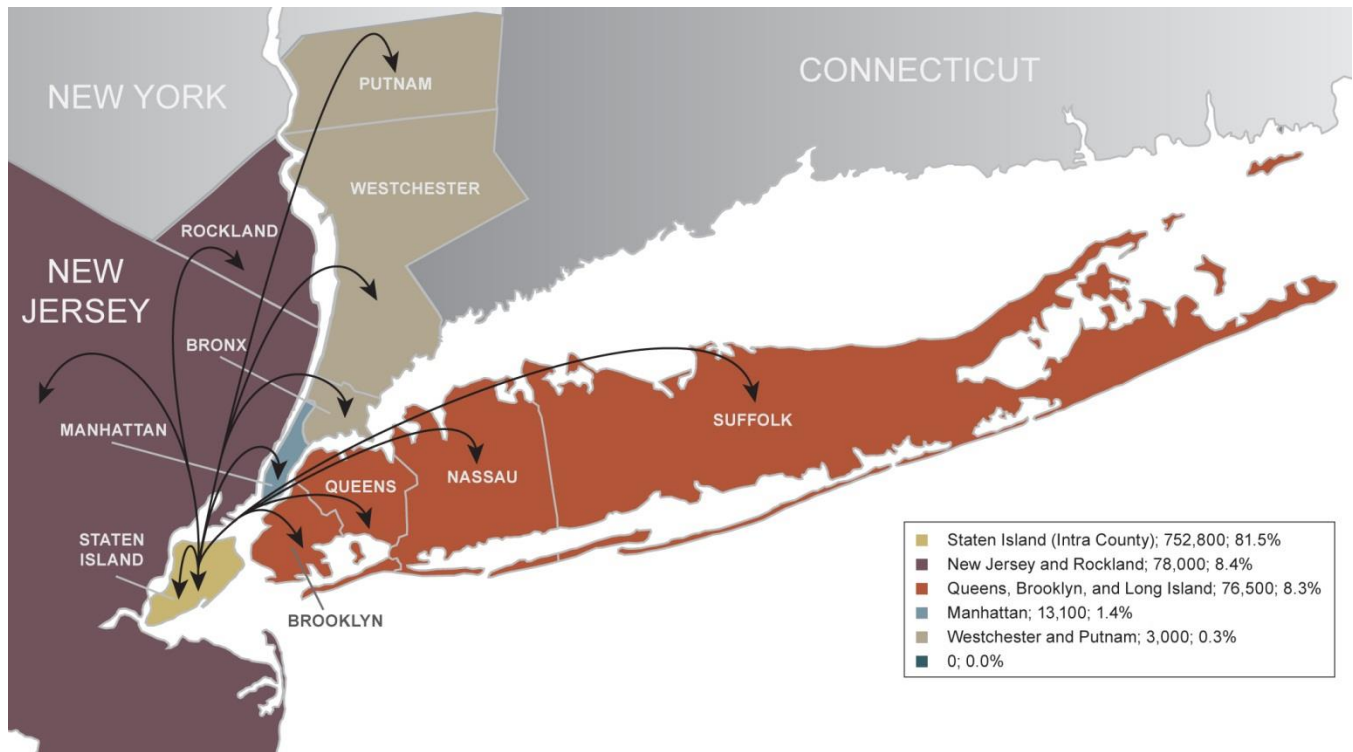 NEW YORK
CONNECTICUT
PUTNAM
WESTCHESTER
ROCKLAND
NEW
JERSEY
BRONX
MANHATTAN
SUFFOLK
NASSAU
QUEENS
STATEN
ISLAND
BROOKLYN
Staten Island (Intra County); 752,800; 81.5%
New Jersey and Rockland; 78,000; 8.4%
Queens, Brooklyn, and Long Island; 76,500; 8.3%
Manhattan; 13,100; 1.4%
Westchester and Putnam; 3,000; 0.3%
0; 0.0%